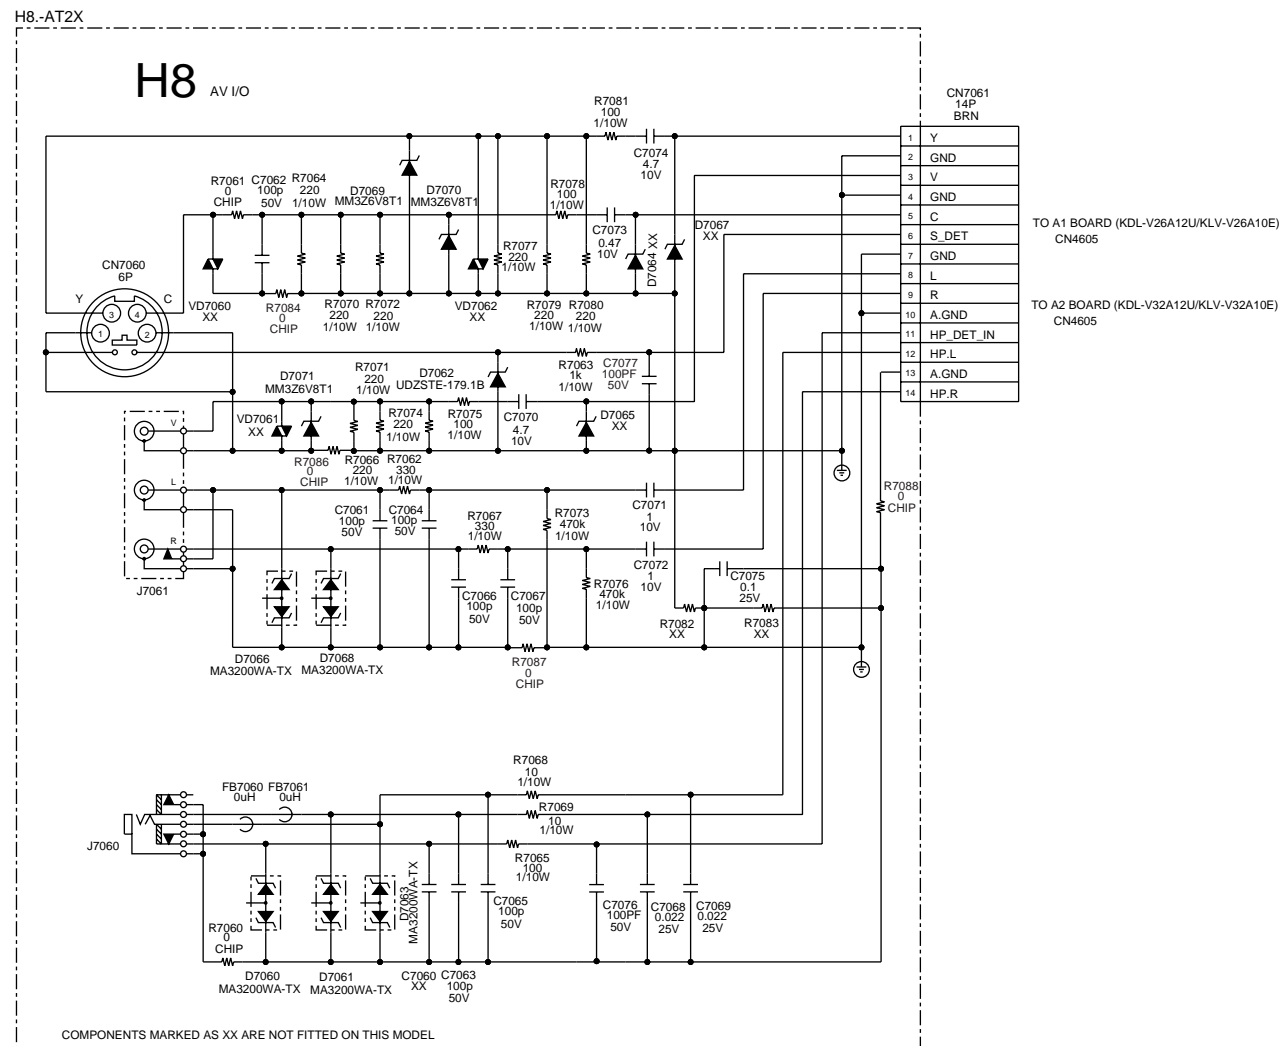 H8.-AT2X
H8 AV I/O
CN7061
14P
BRN
1 Y
2 GND
3 V
4 GND
5 C
6 S_DET
7 GND
8 L
9 R
10 A.GND
11 HP_DET_IN
12 HP.L
13 A.GND
14 HP.R
TO A1 BOARD (KDL-V26A12U/KLV-V26A10E)
CN4605
TO A2 BOARD (KDL-V32A12U/KLV-V32A10E)
CN4605
R7081
100
1/10W
C7074
4.7
10V
R7061
0
CHIP
C7062
100p
50V
R7064
220
1/10W
D7069
MM3Z6V8T1
D7070
MM3Z6V8T1
R7078
100
1/10W
C7073
0.47
10V
D7067
XX
D7064 XX
R7077
220
1/10W
CN7060
6P
Y
C
3
4
1
2
VD7060
XX
R7084
0
CHIP
R7070
220
1/10W
R7072
220
1/10W
VD7062
XX
R7079
220
1/10W
R7080
220
1/10W
D7071
MM3Z6V8T1
R7071
220
1/10W
D7062
UDZSTE-179.1B
R7063
1k
1/10W
C7077
100PF
50V
VD7061
XX
R7074
220
1/10W
R7075
100
1/10W
C7070
4.7
10V
D7065
XX
V
L
R
J7061
R7086
0
CHIP
R7066
220
1/10W
R7062
330
1/10W
C7061
100p
50V
C7064
100p
50V
R7067
330
1/10W
R7073
470k
1/10W
C7071
1
10V
R7088
0
CHIP
C7072
1
10V
C7066
100p
50V
C7067
100p
50V
R7076
470k
1/10W
C7075
0.1
25V
R7082
XX
R7083
XX
D7066
MA3200WA-TX
D7068
MA3200WA-TX
R7087
0
CHIP
R7068
10
1/10W
FB7060
0uH
FB7061
0uH
R7069
10
1/10W
J7060
R7065
100
1/10W
D7063
MA3200WA-TX
C7065
100p
50V
C7076
100PF
50V
C7068
0.022
25V
C7069
0.022
25V
R7060
0
CHIP
D7060
MA3200WA-TX
D7061
MA3200WA-TX
C7060
XX
C7063
100p
50V
COMPONENTS MARKED AS XX ARE NOT FITTED ON THIS MODEL